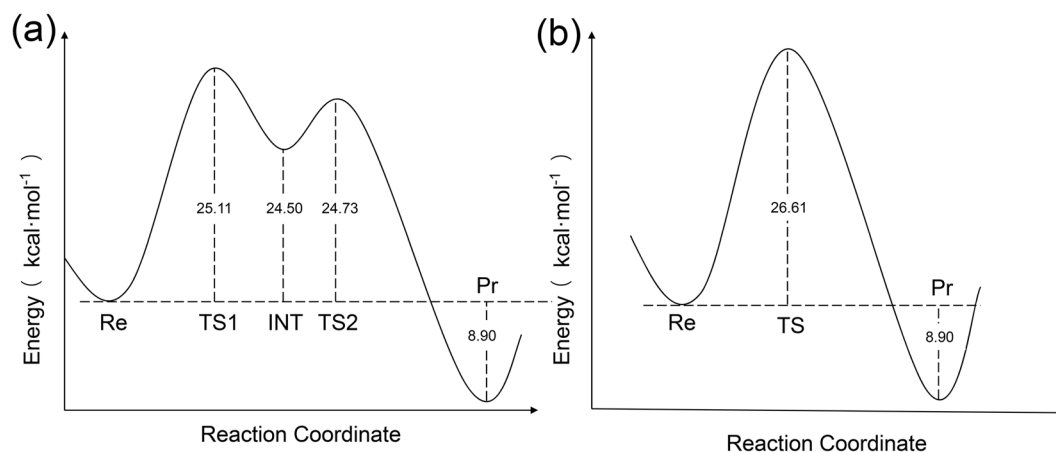 (a)
Energy ( kcal·mol⁻¹ )
25.11
24.50
24.73
Pr
Re
TS1
INT
TS2
8.90
Reaction Coordinate
(b)
Energy ( kcal·mol⁻¹ )
26.61
Pr
Re
TS
8.90
Reaction Coordinate